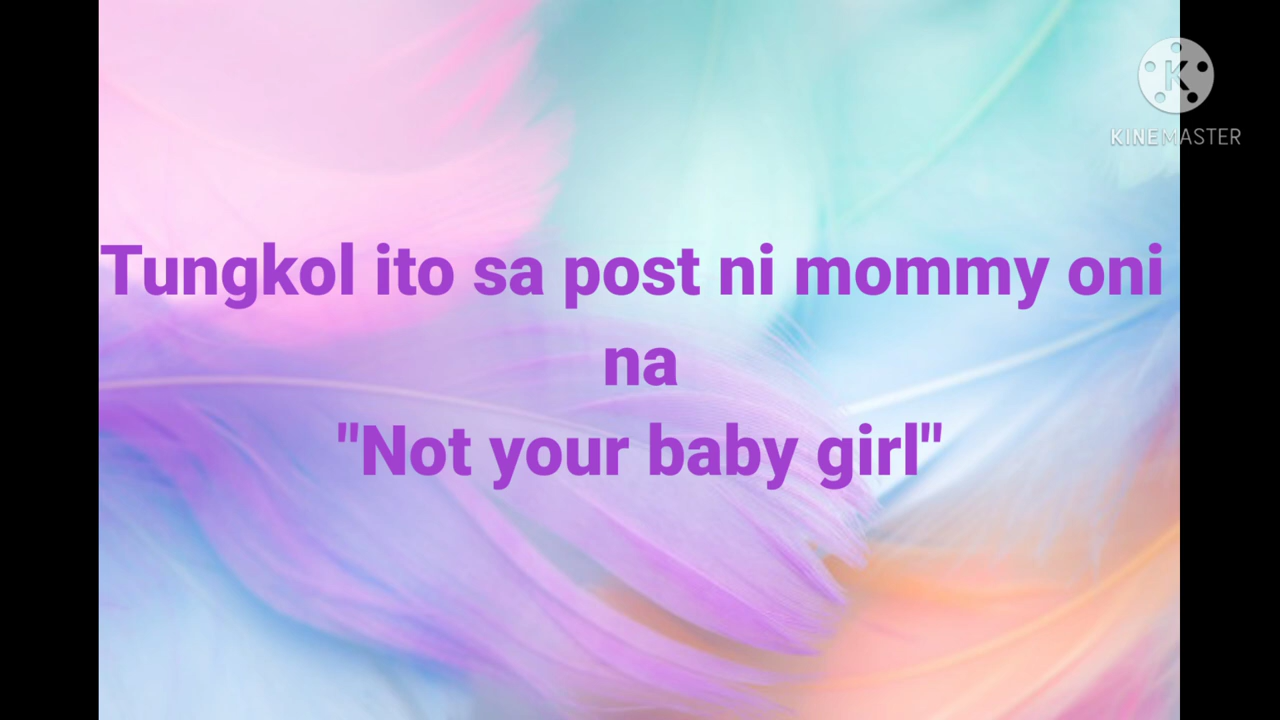 K
KINEMASTER
Tungkol ito sa post ni mommy oni
na
"Not your baby girl"